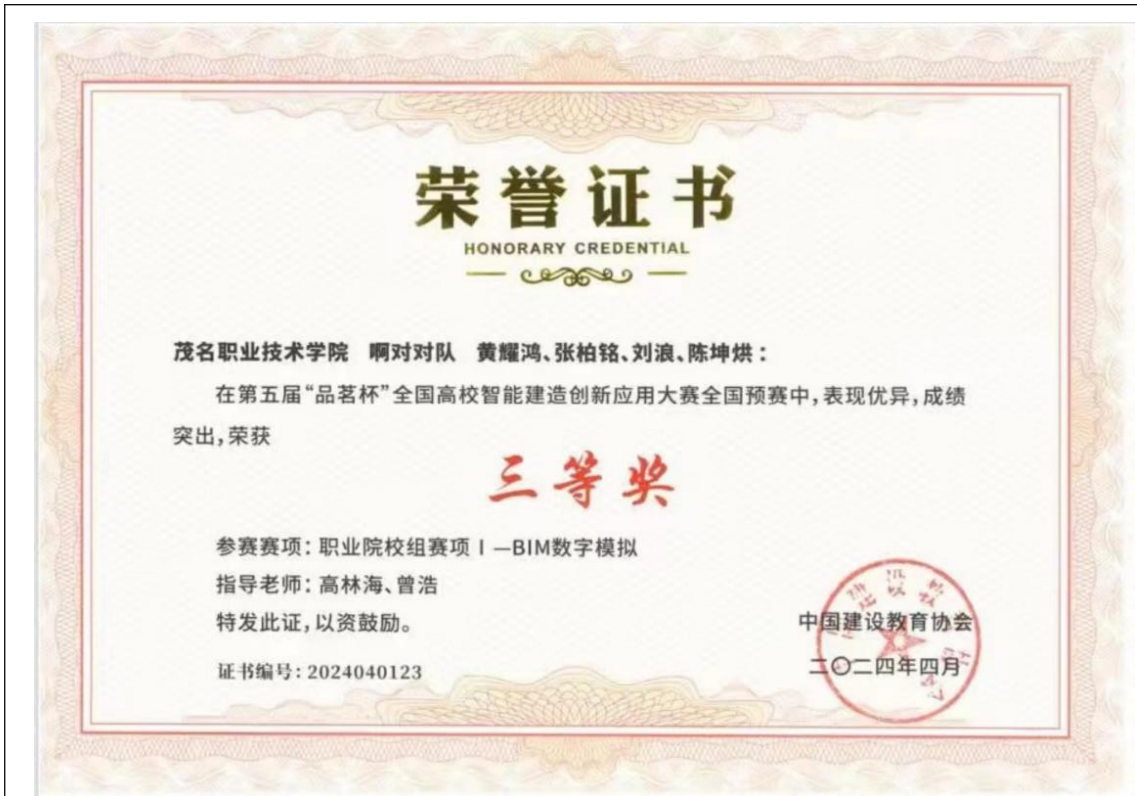 荣誉证书
HONORARY CREDENTIAL
茂名职业技术学院 啊对对队 黄耀鸿、张柏铭、刘浪、陈坤烘：
在第五届“品茗杯”全国高校智能建造创新应用大赛全国预赛中，表现优异，成绩
突出，荣获
三等奖
参赛赛项：职业院校组赛项Ⅰ—BIM数字模拟
指导老师：高林海、曾浩
特发此证，以资鼓励。
中国建设教育协会
证书编号：2024040123
二〇二四年四月